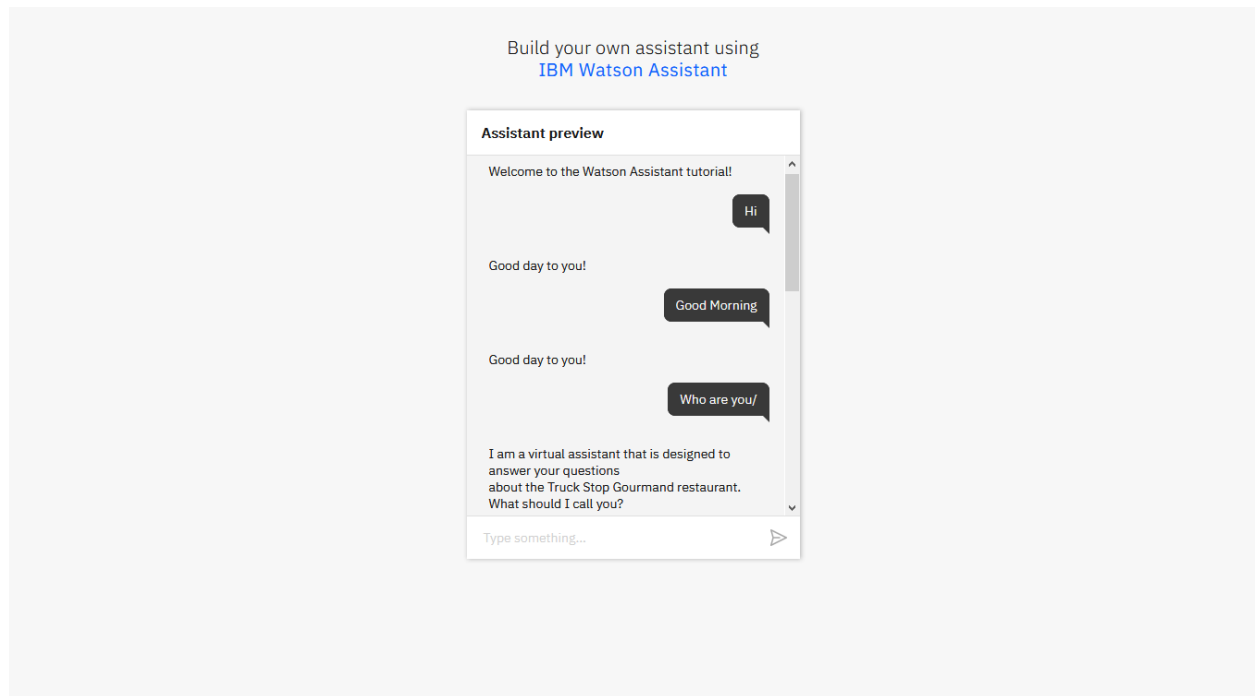 Build your own assistant using
IBM Watson Assistant
Assistant preview
Welcome to the Watson Assistant tutorial!
Hi
Good day to you!
Good Morning
Good day to you!
Who are you/
I am a virtual assistant that is designed to
answer your questions
about the Truck Stop Gourmand restaurant.
What should I call you?
Type something...